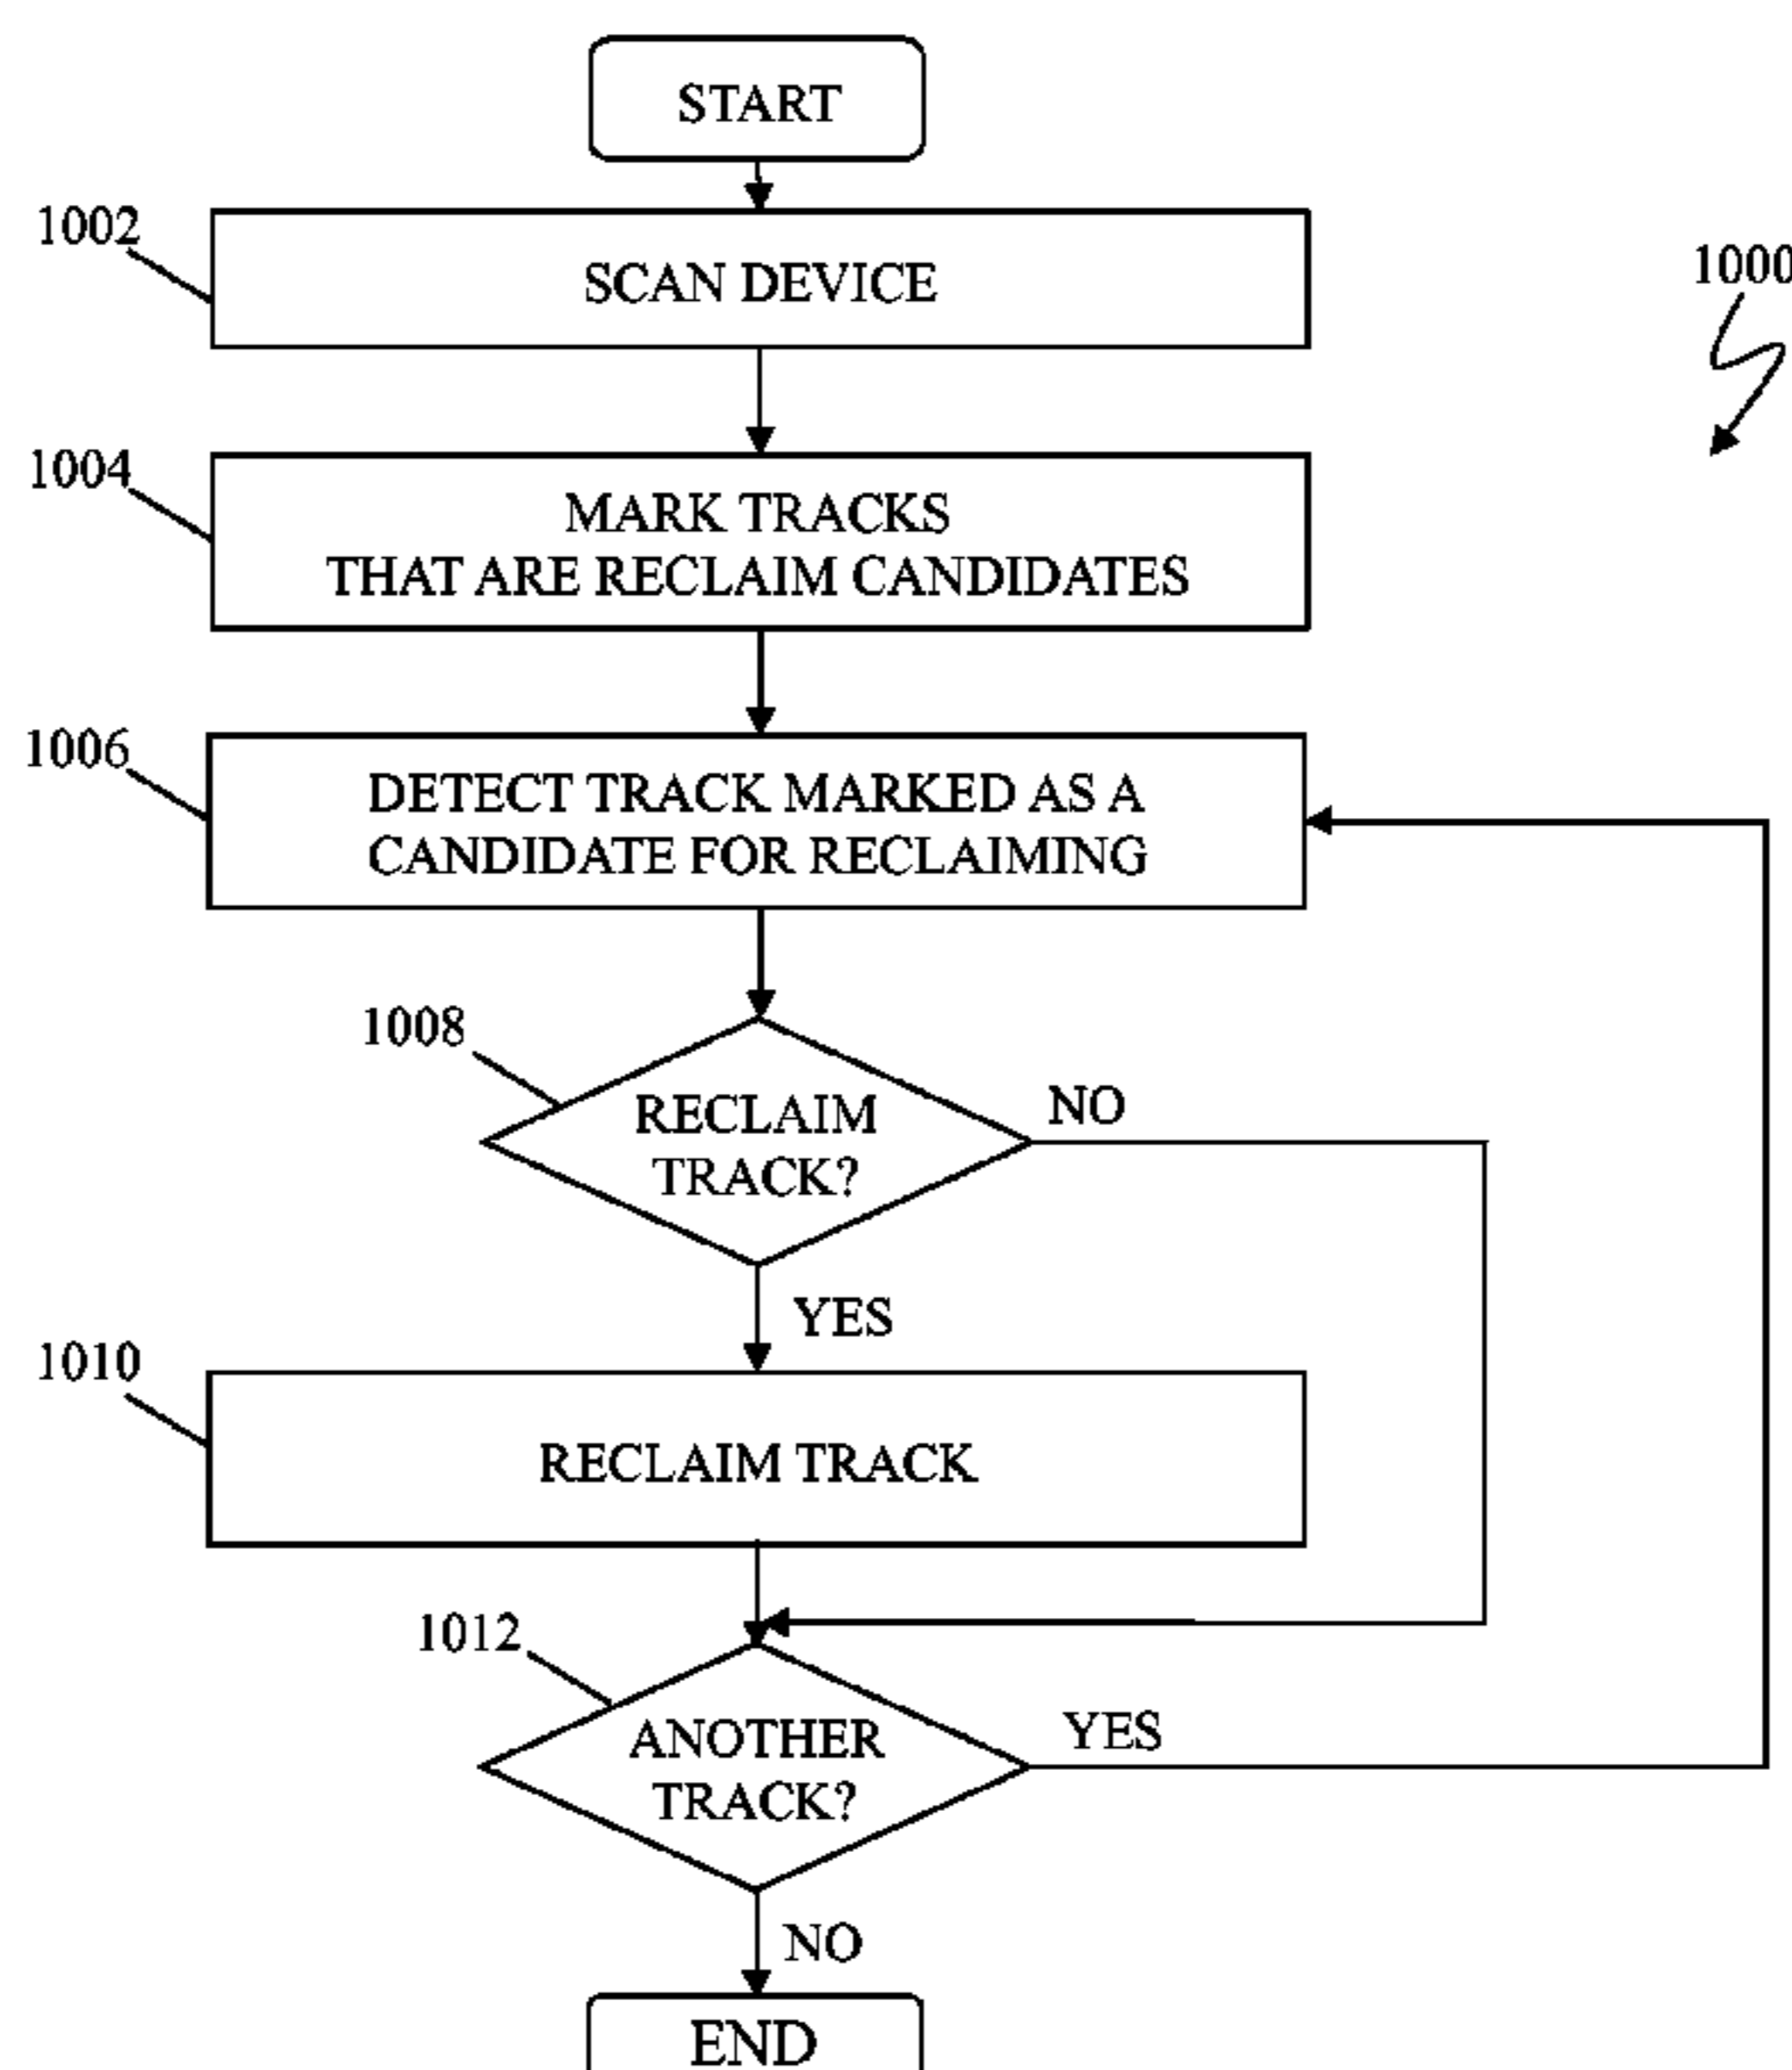 START
1002
SCAN DEVICE
1000
1004
MARK TRACKS
THAT ARE RECLAIM CANDIDATES
1006
DETECT TRACK MARKED AS A
CANDIDATE FOR RECLAIMING
1008
RECLAIM
TRACK?
NO
YES
1010
RECLAIM TRACK
1012
ANOTHER
TRACK?
YES
NO
END